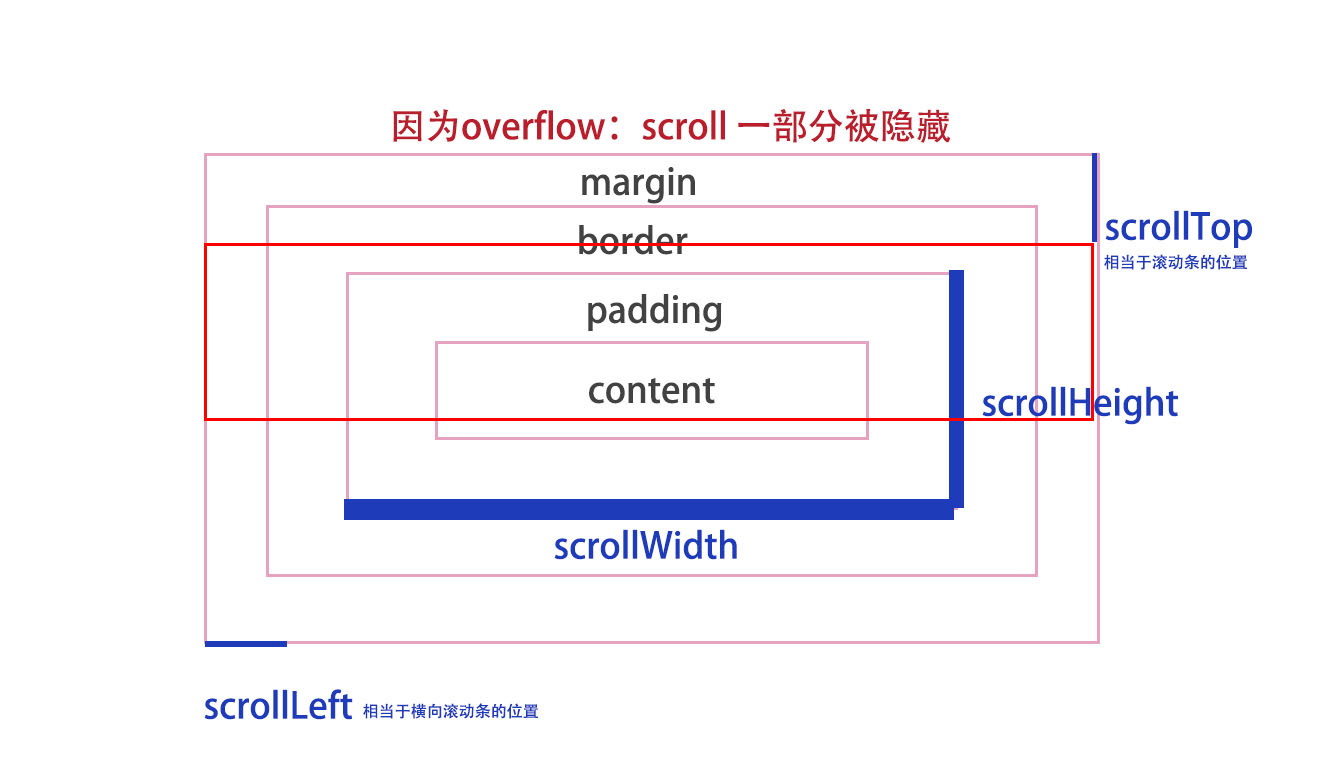 因为overflow：scroll 一部分被隐藏
margin
border
scrollTop
相当于滚动条的位置
padding
content
scrollHeight
scrollWidth
scrollLeft 相当于横向滚动条的位置